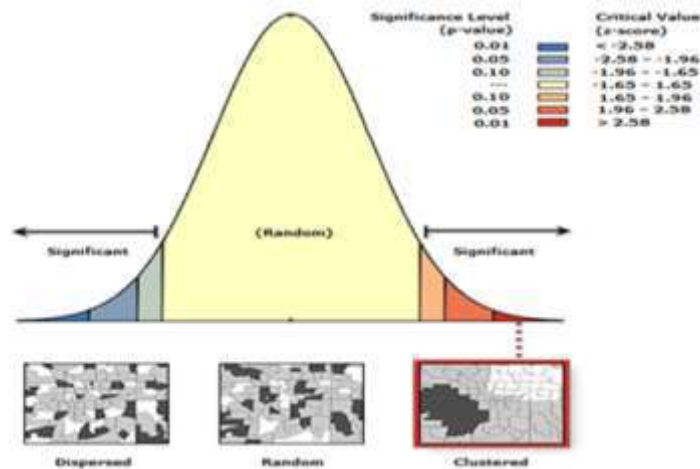 Significance Level (p-value)
Critical Value (z-score)
0.01 < -2.58
0.05 -2.58 - -1.96
0.10 -1.96 - -1.65
--- -1.65 - 1.65
0.10 1.65 - 1.96
0.05 1.96 - 2.58
0.01 > 2.58
Significant
(Random)
Significant
Dispersed
Random
Clustered